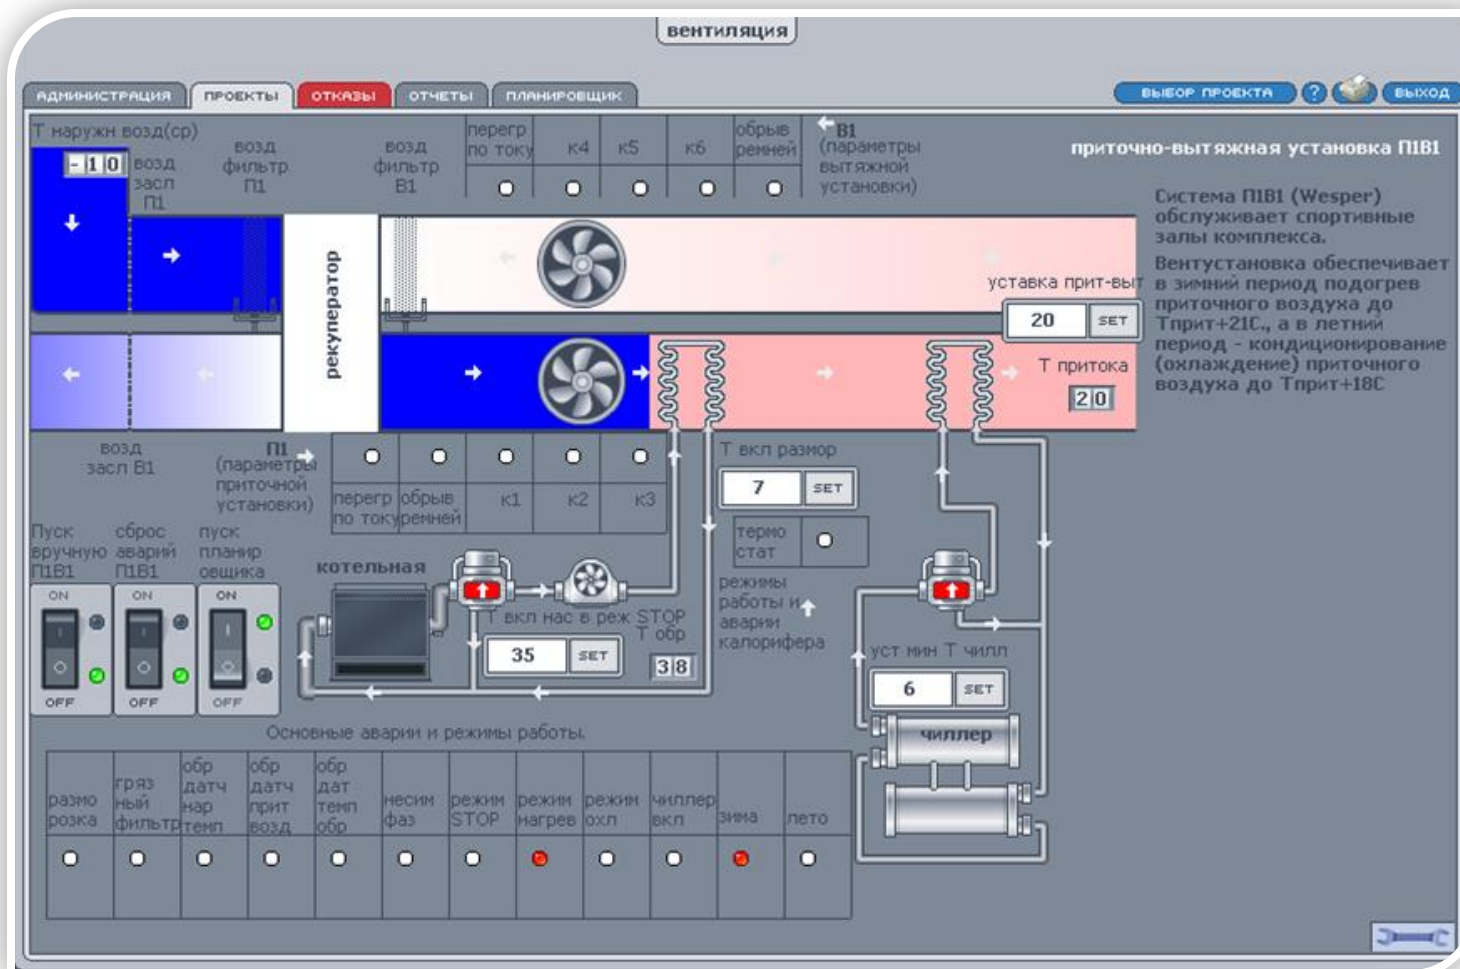 вентиляция
АДМИНИСТРАЦИЯ ПРОЕКТЫ ОТКАЗЫ ОТЧЕТЫ ПЛАНИРОВЩИК ВЫБОР ПРОЕКТА ? ВЫХОД
Т наружн возд(ср)
-10
возд
засл
П1
возд
фильтр
П1
возд
фильтр
В1
перегр
по току
к4
к5
к6
обрыв
ремней
В1
(параметры
вытяжной
установки)
приточно-вытяжная установка П1В1
Система П1В1 (Wesper)
обслуживает спортивные
залы комплекса.
Вентустановка обеспечивает
в зимний период подогрев
приточного воздуха до
Тприт+21С., а в летний
период - кондиционирование
(охлаждение) приточного
воздуха до Тприт+18С
рекуператор
уставка прит-выт
20 SET
Т притока
20
возд
засл В1
П1
(параметры
приточной
установки)
перегр
по току
обрыв
ремней
к1
к2
к3
Т вкл размор
7 SET
термо
стат
режимы
работы и
аварии
калорифера
Пуск
вручную
П1В1
сброс
аварий
П1В1
пуск
планир
овщика
ON ON ON
OFF OFF OFF
котельная
Т вкл нас в реж STOP
35 SET
Т обр
38
уст мин Т чилл
6 SET
чиллер
Основные аварии и режимы работы.
размо
розка
гряз
ный
фильтр
обр
датч
нар
темп
обр
датч
прит
возд
обр
дат
темп
обр
несим
фаз
режим
STOP
режим
нагрев
режим
охл
чиллер
вкл
зима
лето